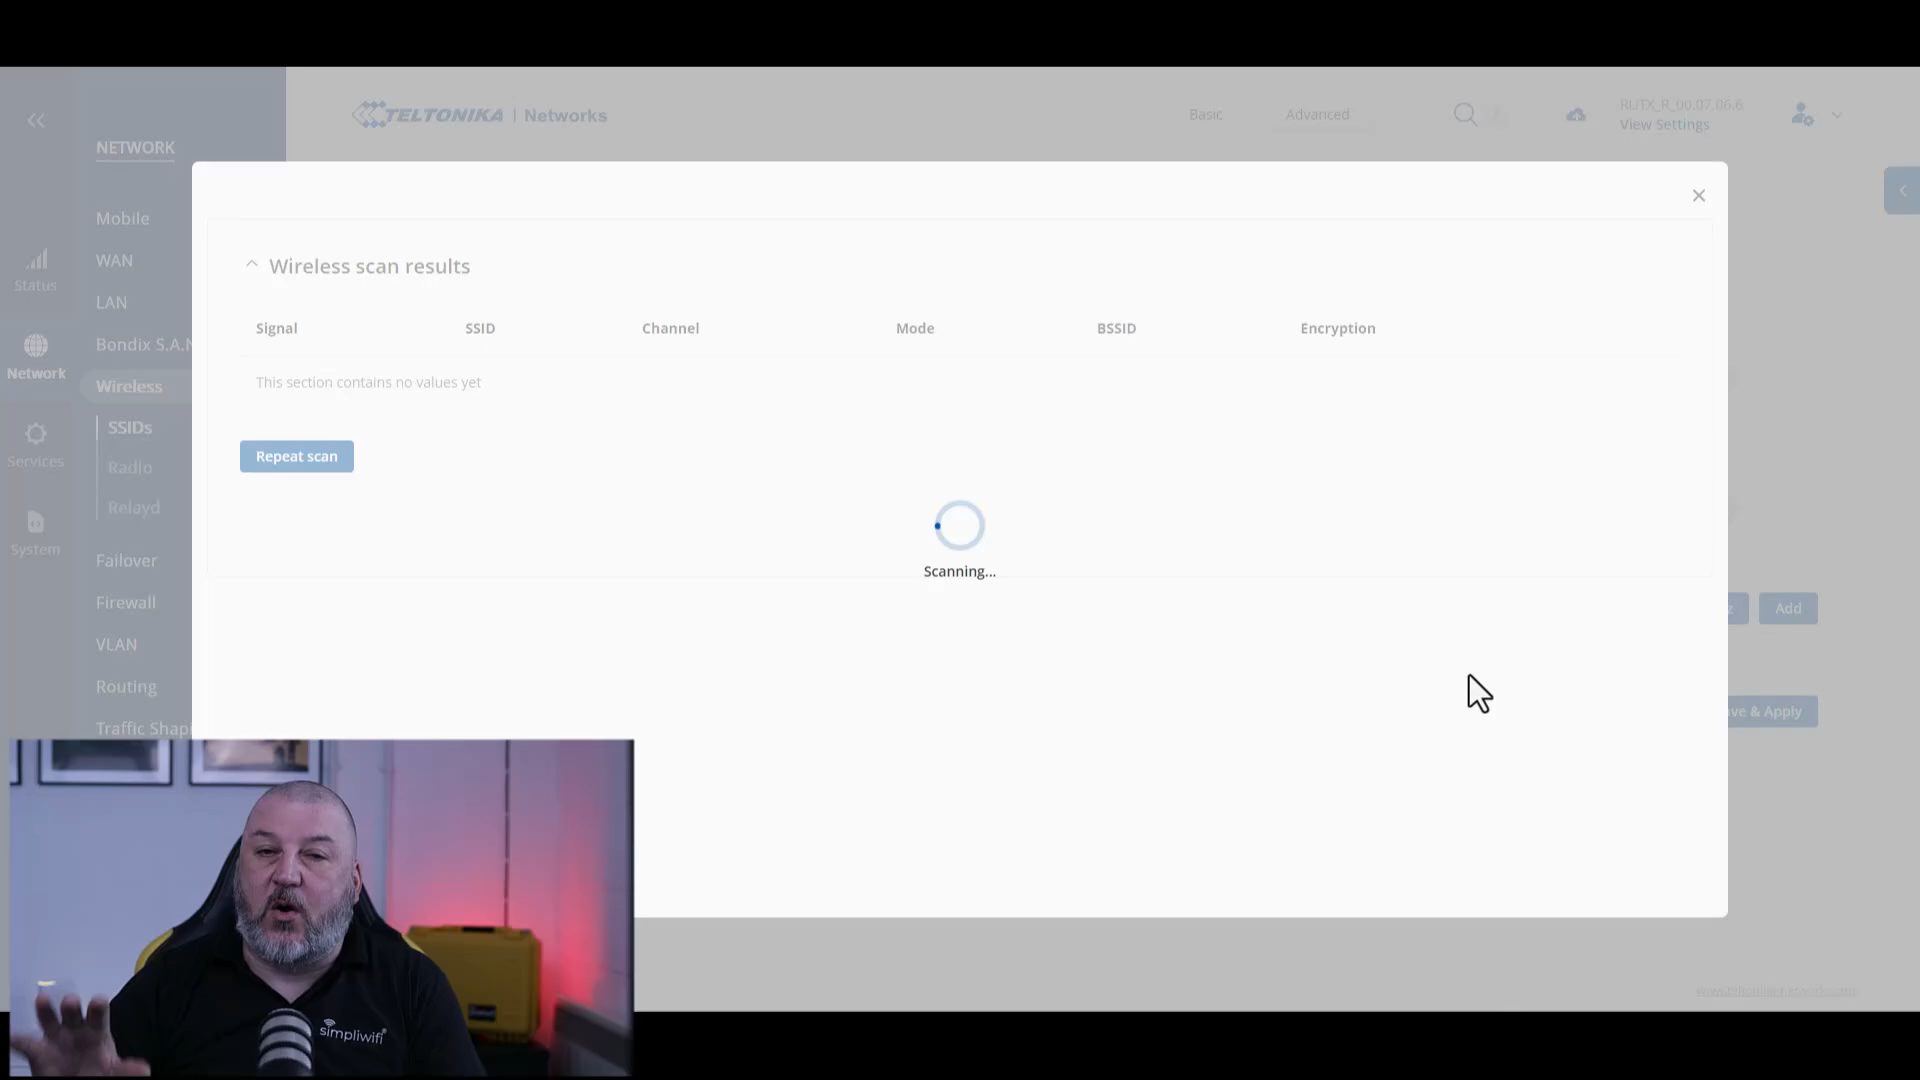 TELTONIKA | Networks
Basic
Advanced
RUTX_R_00.07.06.6
View Settings
NETWORK
Mobile
WAN
LAN
Bondix S.A.N
Wireless
SSIDs
Radio
Relayd
Failover
Firewall
VLAN
Routing
Traffic Shapi
Status
Network
Services
System
Wireless scan results
Signal
SSID
Channel
Mode
BSSID
Encryption
This section contains no values yet
Repeat scan
Scanning...
z
Add
ve & Apply
simpliwifi